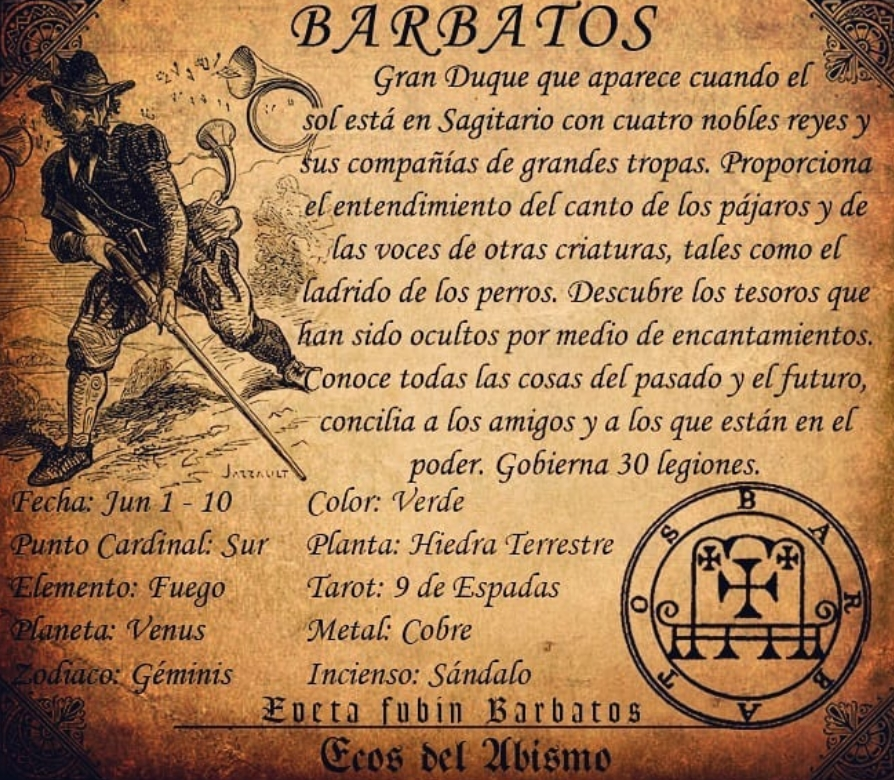 BARBATOS
Gran Duque que aparece cuando el
sol está en Sagitario con cuatro nobles reyes y
sus compañías de grandes tropas. Proporciona
el entendimiento del canto de los pájaros y de
las voces de otras criaturas, tales como el
ladrido de los perros. Descubre los tesoros que
han sido ocultos por medio de encantamientos.
Conoce todas las cosas del pasado y el futuro,
concilia a los amigos y a los que están en el
poder. Gobierna 30 legiones.
JARRAULT
Fecha: Jun 1 - 10
Color: Verde
Punto Cardinal: Sur
Planta: Hiedra Terrestre
Elemento: Fuego
Tarot: 9 de Espadas
Planeta: Venus
Metal: Cobre
Zodiaco: Géminis
Incienso: Sándalo
BARBATOS
Eveta fubin Barbatos
Ecos del Abismo